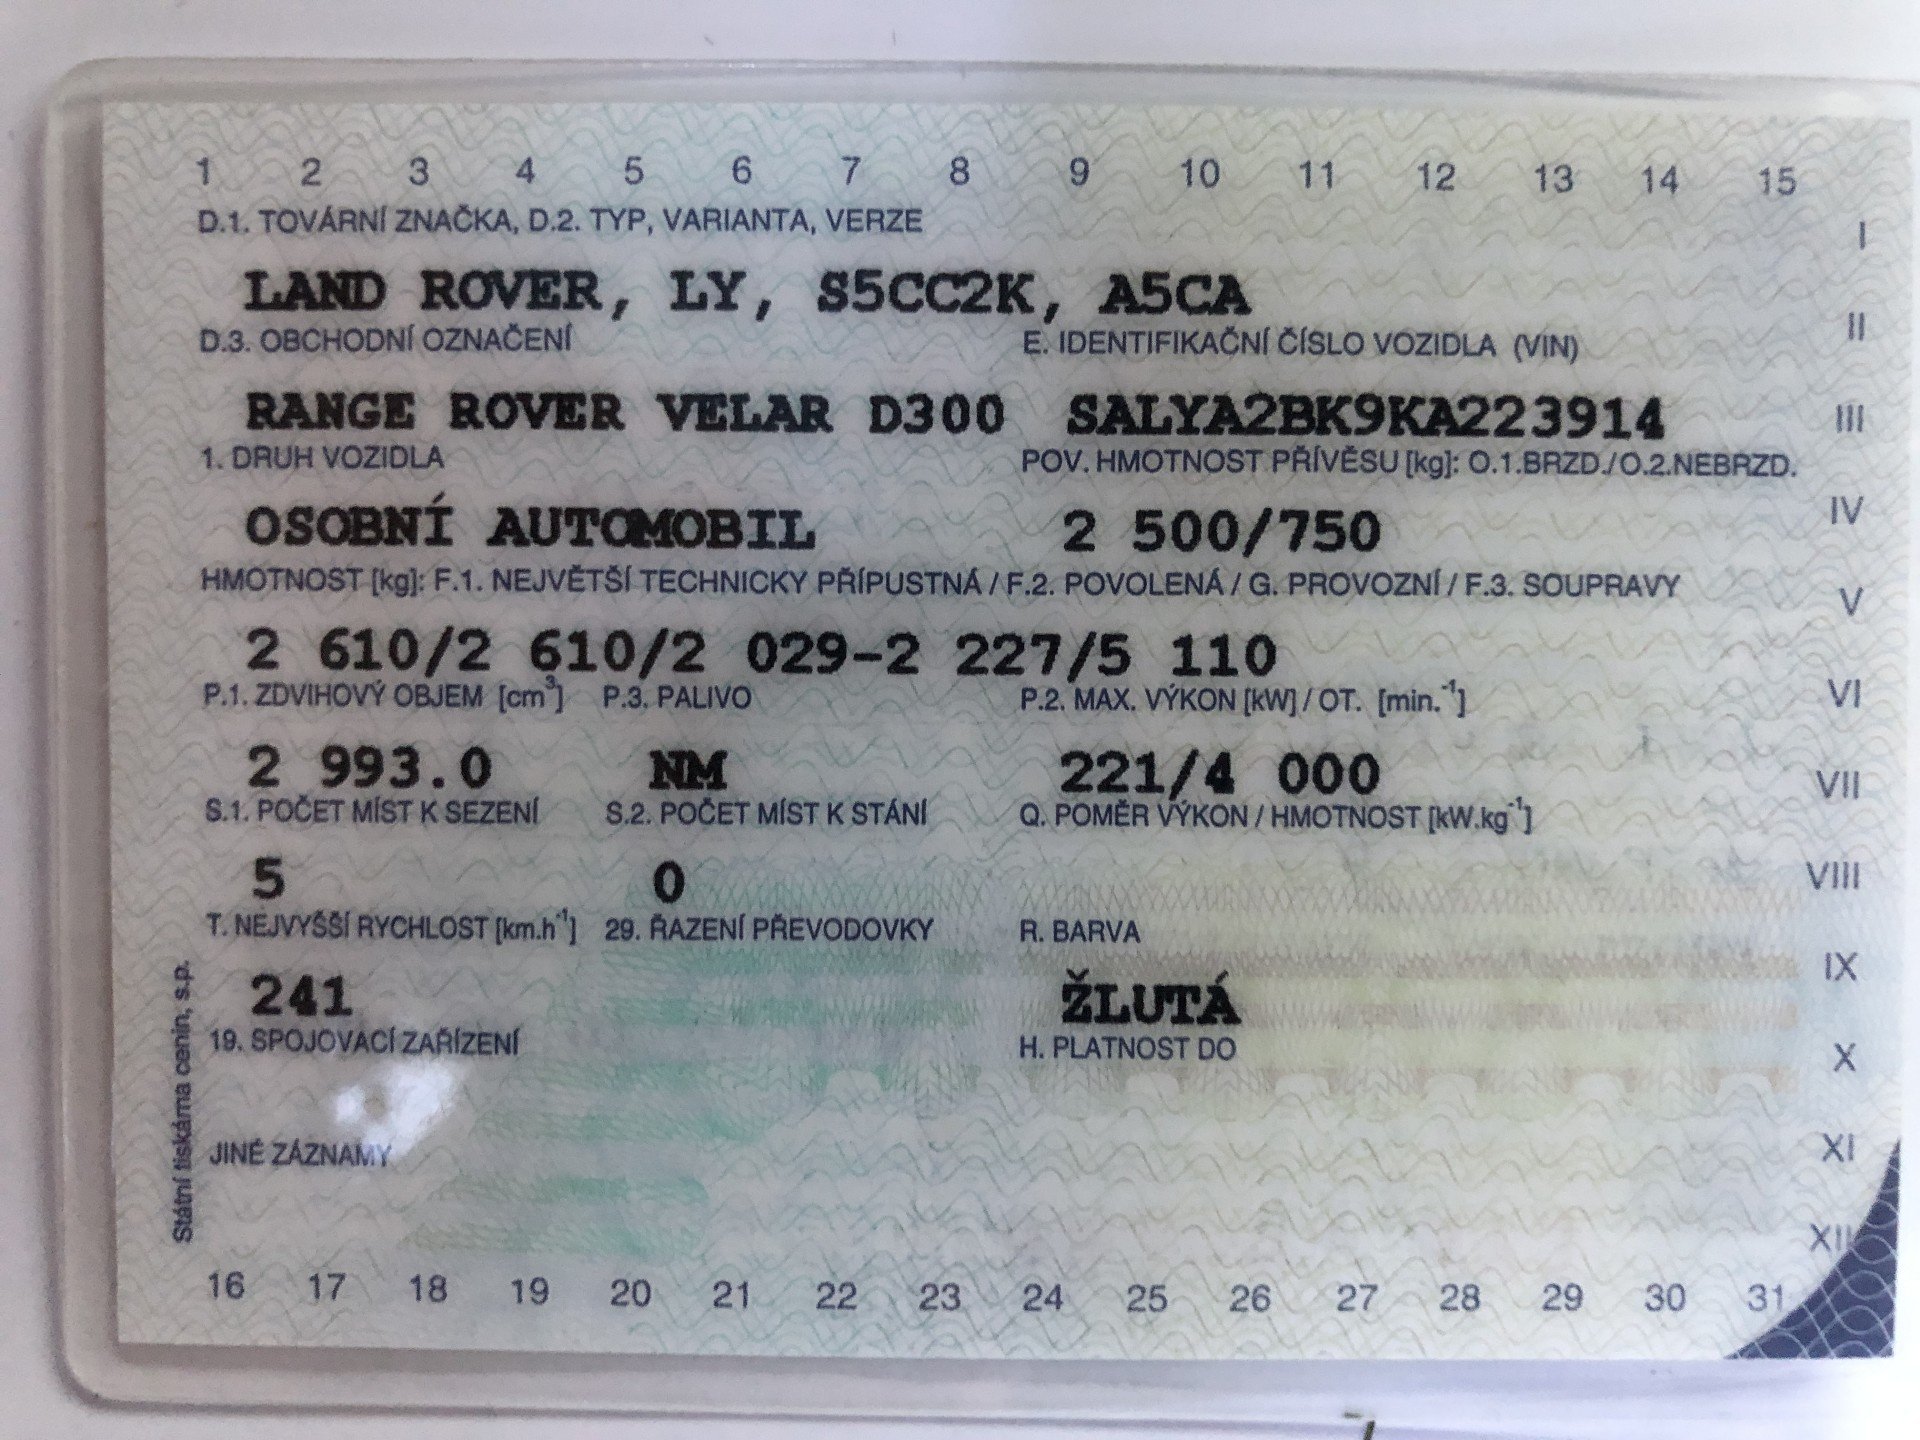 1 2 3 4 5 6 7 8 9 10 11 12 13 14 15
D.1. TOVÁRNÍ ZNAČKA, D.2. TYP, VARIANTA, VERZE
I
LAND ROVER, LY, S5CC2K, A5CA
II
D.3. OBCHODNÍ OZNAČENÍ E. IDENTIFIKAČNÍ ČÍSLO VOZIDLA (VIN)
RANGE ROVER VELAR D300 SALYA2BK9KA223914
III
1. DRUH VOZIDLA POV. HMOTNOST PŘÍVĚSU [kg]: O.1.BRZD./O.2.NEBRZD.
OSOBNÍ AUTOMOBIL 2 500/750
IV
HMOTNOST [kg]: F.1. NEJVĚTŠÍ TECHNICKY PŘÍPUSTNÁ / F.2. POVOLENÁ / G. PROVOZNÍ / F.3. SOUPRAVY
V
2 610/2 610/2 029-2 227/5 110
P.1. ZDVIHOVÝ OBJEM [cm³] P.3. PALIVO P.2. MAX. VÝKON [kW] / OT. [min.⁻¹]
VI
2 993.0 NM 221/4 000
VII
S.1. POČET MÍST K SEZENÍ S.2. POČET MÍST K STÁNÍ Q. POMĚR VÝKON / HMOTNOST [kW.kg⁻¹]
5 0
VIII
T. NEJVYŠŠÍ RYCHLOST [km.h⁻¹] 29. ŘAZENÍ PŘEVODOVKY R. BARVA
IX
241 ŽLUTÁ
19. SPOJOVACÍ ZAŘÍZENÍ H. PLATNOST DO
X
JINÉ ZÁZNAMY
XI
XII
Státní tiskárna cenin, s.p.
16 17 18 19 20 21 22 23 24 25 26 27 28 29 30 31